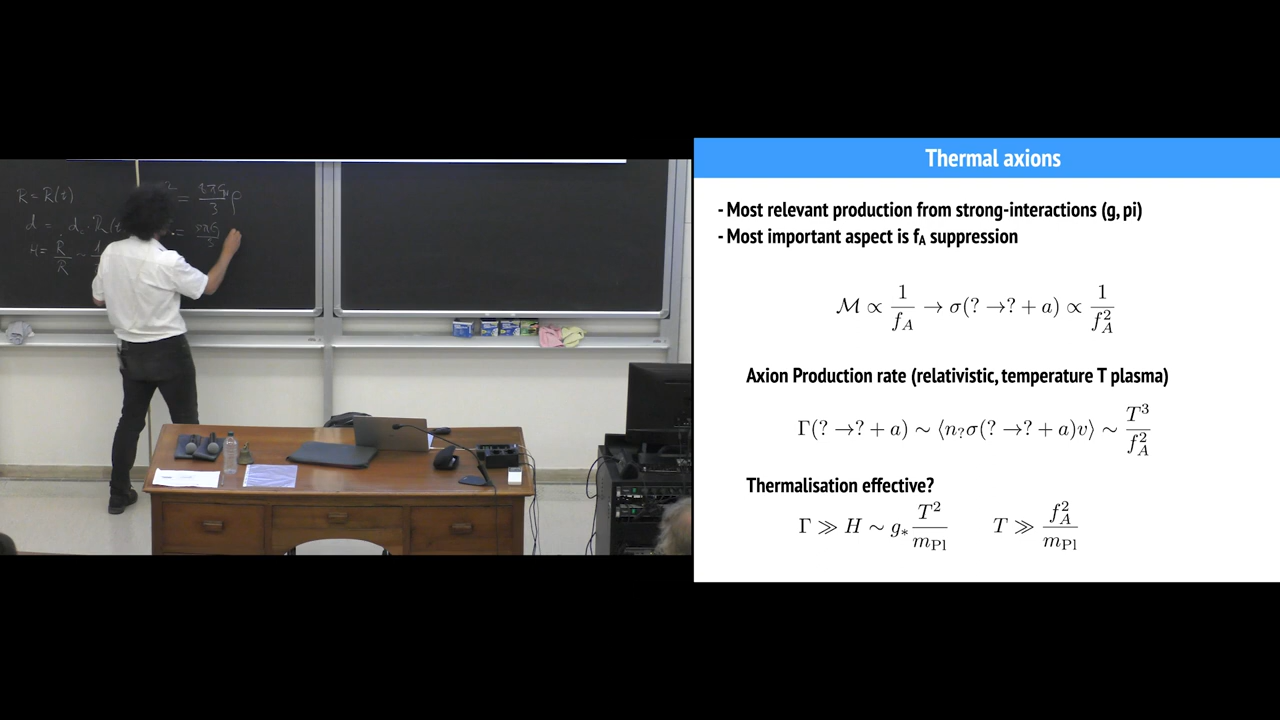 R = R(t)
= 8πG/3 ρ
H = Ṙ/R ~
Thermal axions
- Most relevant production from strong-interactions (g, pi)
- Most important aspect is f_A suppression
ℳ ∝ 1/f_A → σ(? →? + a) ∝ 1/f_A^2
Axion Production rate (relativistic, temperature T plasma)
Γ(? →? + a) ∼ ⟨n_?σ(? →? + a)v⟩ ∼ T^3/f_A^2
Thermalisation effective?
Γ ≫ H ∼ g_* T^2/m_Pl T ≫ f_A^2/m_Pl